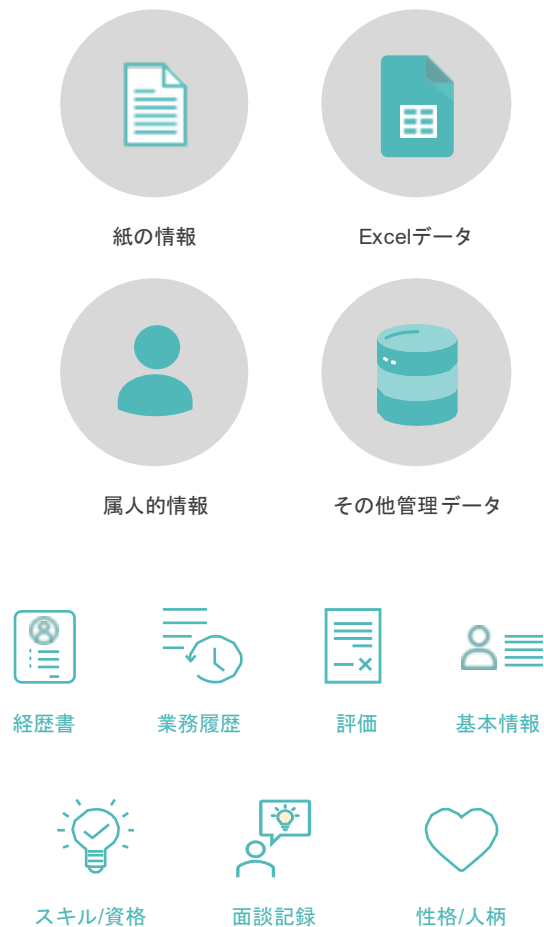 紙の情報
Excelデータ
属人的情報
その他管理データ
経歴書
業務履歴
評価
基本情報
スキル/資格
面談記録
性格/人柄